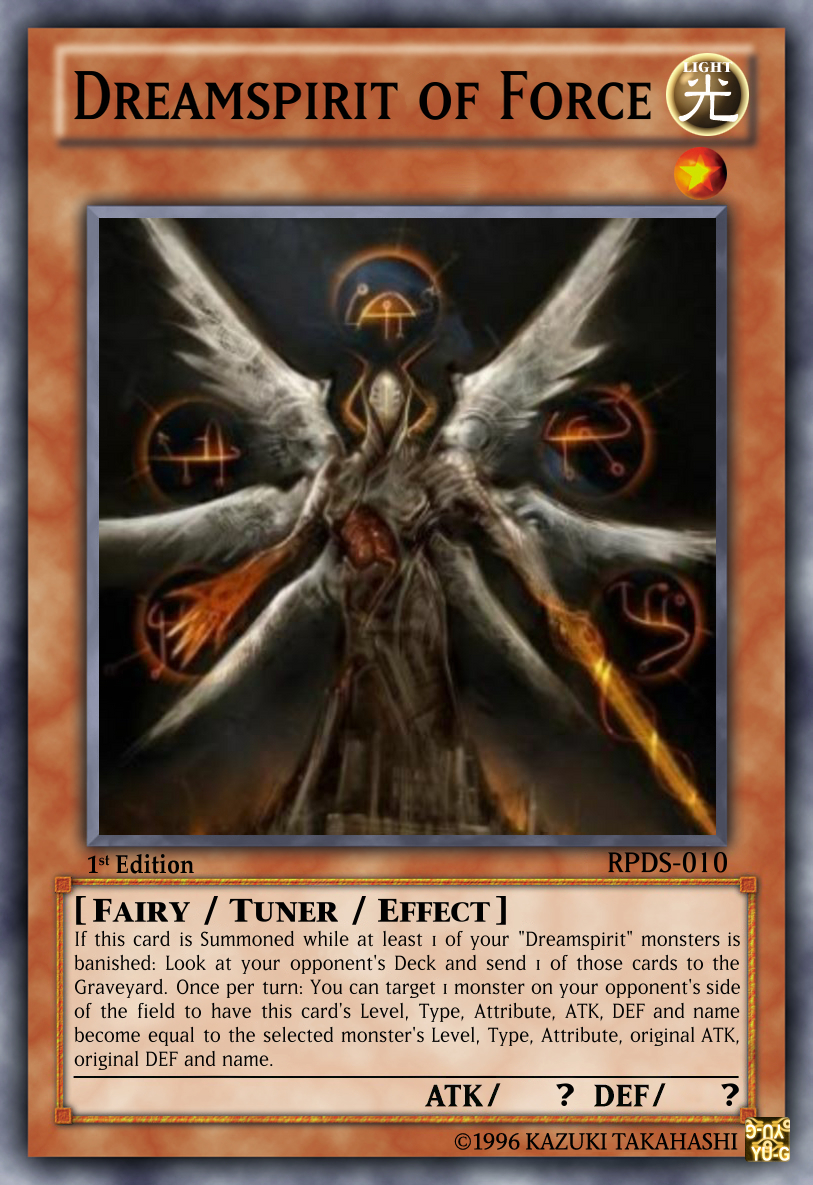 Dreamspirit of Force
LIGHT
光
1st Edition
RPDS-010
[ Fairy / Tuner / Effect ]
If this card is Summoned while at least 1 of your "Dreamspirit" monsters is
banished: Look at your opponent's Deck and send 1 of those cards to the
Graveyard. Once per turn: You can target 1 monster on your opponent's side
of the field to have this card's Level, Type, Attribute, ATK, DEF and name
become equal to the selected monster's Level, Type, Attribute, original ATK,
original DEF and name.
ATK/ ? DEF/ ?
©1996 KAZUKI TAKAHASHI